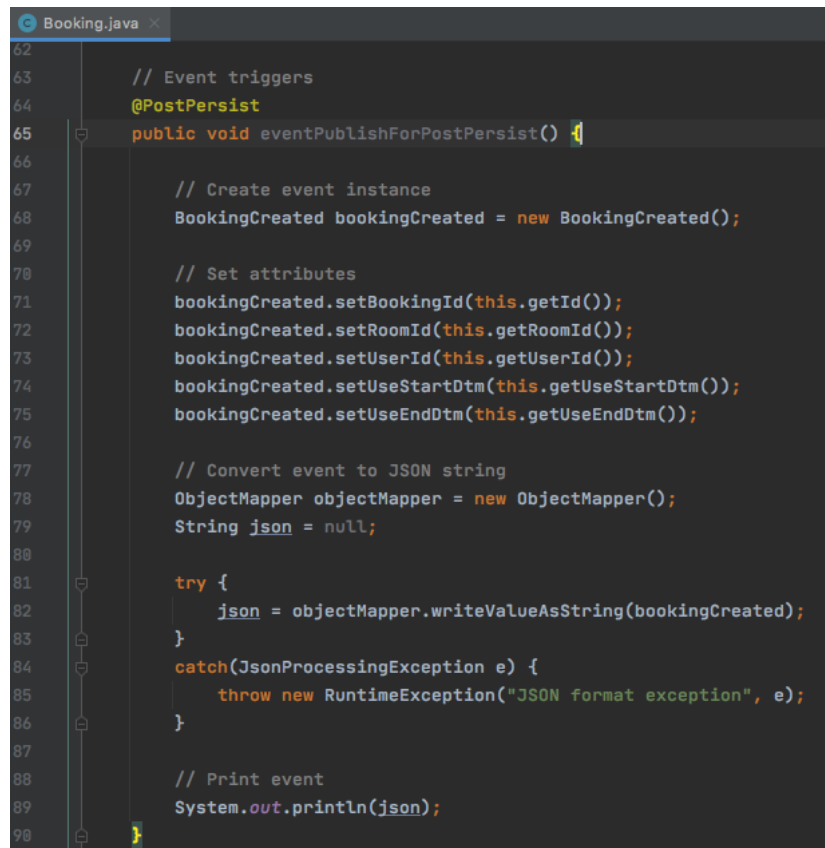 Booking.java
62
63 // Event triggers
64 @PostPersist
65 public void eventPublishForPostPersist() {
66
67 // Create event instance
68 BookingCreated bookingCreated = new BookingCreated();
69
70 // Set attributes
71 bookingCreated.setBookingId(this.getId());
72 bookingCreated.setRoomId(this.getRoomId());
73 bookingCreated.setUserId(this.getUserId());
74 bookingCreated.setUseStartDtm(this.getUseStartDtm());
75 bookingCreated.setUseEndDtm(this.getUseEndDtm());
76
77 // Convert event to JSON string
78 ObjectMapper objectMapper = new ObjectMapper();
79 String json = null;
80
81 try {
82 json = objectMapper.writeValueAsString(bookingCreated);
83 }
84 catch(JsonProcessingException e) {
85 throw new RuntimeException("JSON format exception", e);
86 }
87
88 // Print event
89 System.out.println(json);
90 }